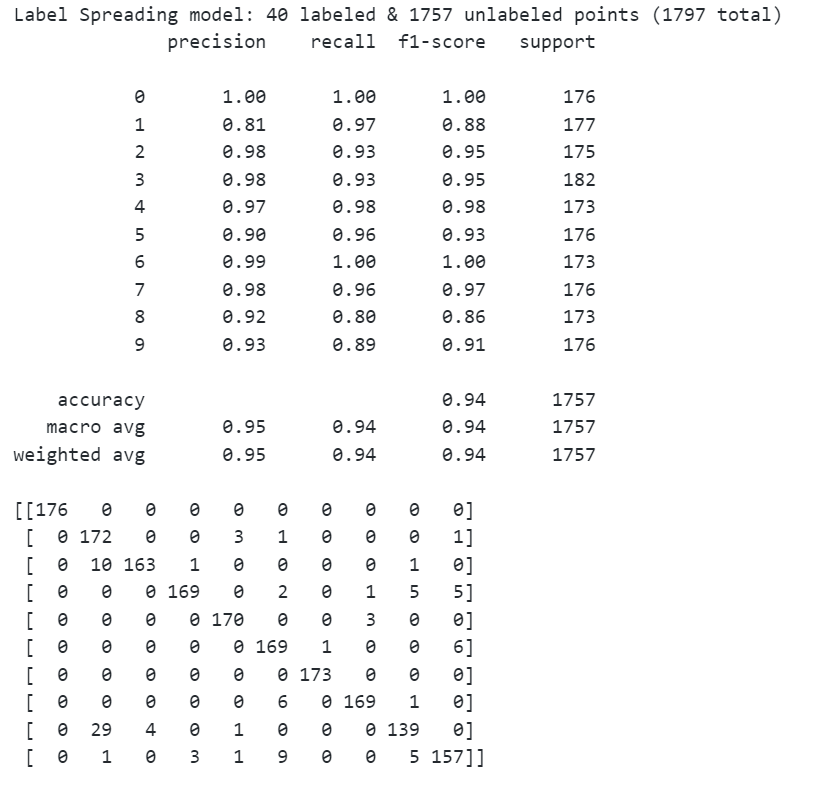 Label Spreading model: 40 labeled & 1757 unlabeled points (1797 total)
              precision    recall  f1-score   support

           0       1.00      1.00      1.00       176
           1       0.81      0.97      0.88       177
           2       0.98      0.93      0.95       175
           3       0.98      0.93      0.95       182
           4       0.97      0.98      0.98       173
           5       0.90      0.96      0.93       176
           6       0.99      1.00      1.00       173
           7       0.98      0.96      0.97       176
           8       0.92      0.80      0.86       173
           9       0.93      0.89      0.91       176

    accuracy                           0.94      1757
   macro avg       0.95      0.94      0.94      1757
weighted avg       0.95      0.94      0.94      1757

[[176   0   0   0   0   0   0   0   0   0]
 [  0 172   0   0   3   1   0   0   0   1]
 [  0  10 163   1   0   0   0   0   1   0]
 [  0   0   0 169   0   2   0   1   5   5]
 [  0   0   0   0 170   0   0   3   0   0]
 [  0   0   0   0   0 169   1   0   0   6]
 [  0   0   0   0   0   0 173   0   0   0]
 [  0   0   0   0   0   6   0 169   1   0]
 [  0  29   4   0   1   0   0   0 139   0]
 [  0   1   0   3   1   9   0   0   5 157]]